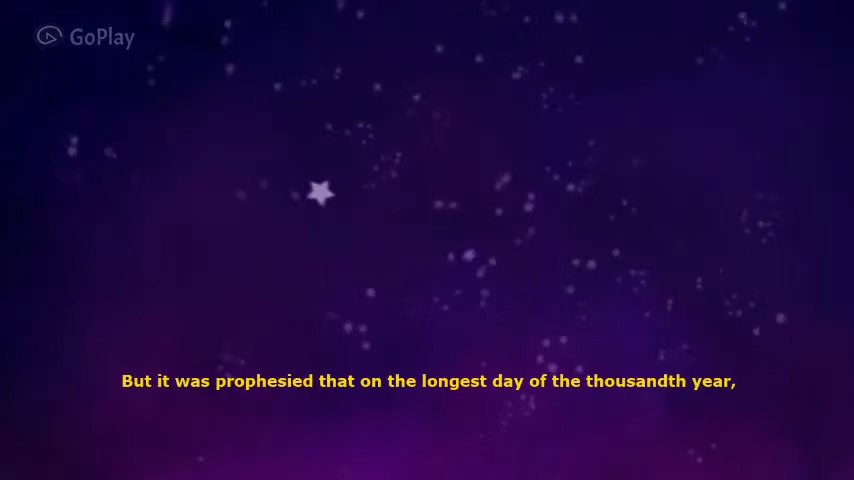 GoPlay
But it was prophesied that on the longest day of the thousandth year,